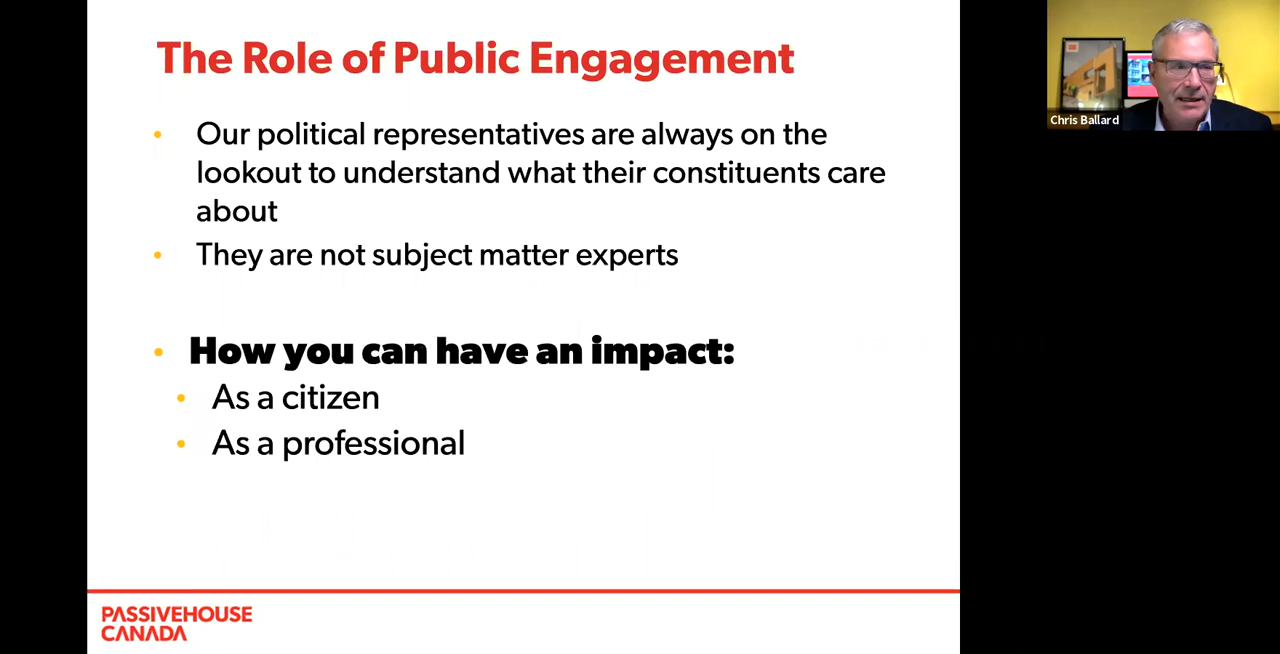 The Role of Public Engagement
• Our political representatives are always on the
lookout to understand what their constituents care
about
• They are not subject matter experts
• How you can have an impact:
• As a citizen
• As a professional
PASSIVEHOUSE
CANADA
Chris Ballard